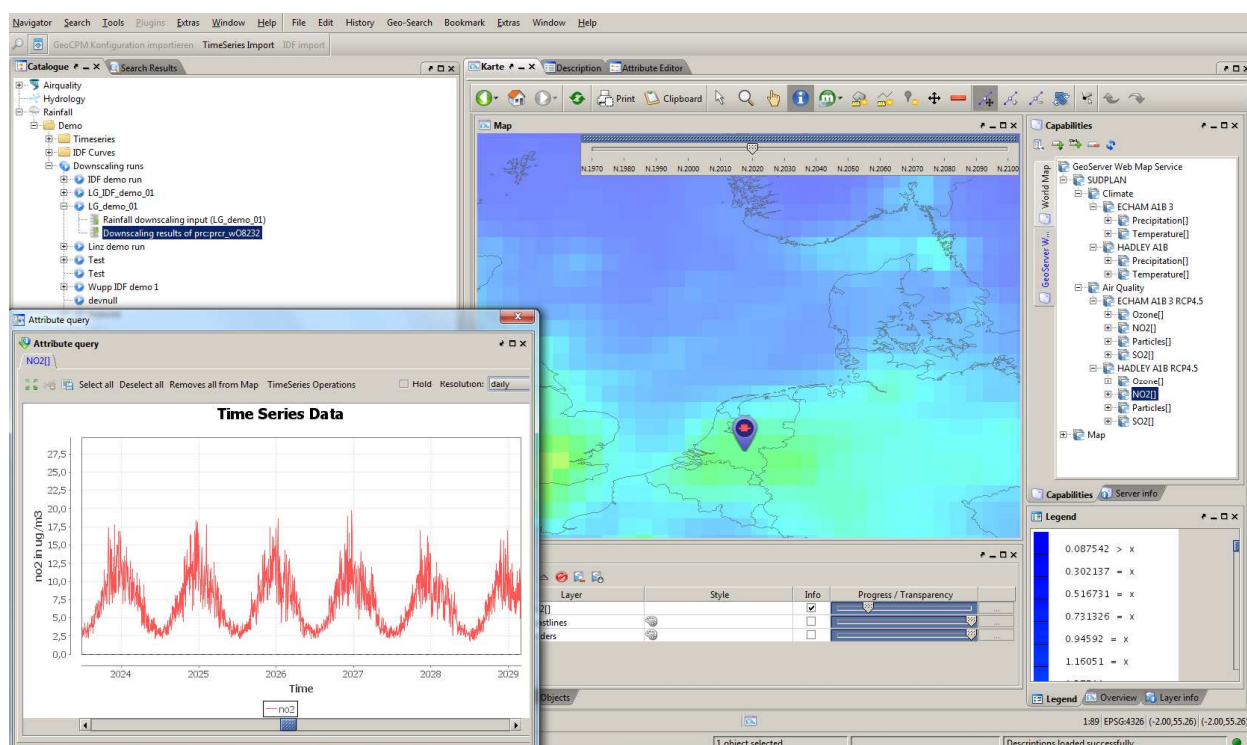 Navigator Search Tools Plugins Extras Window Help File Edit History Geo-Search Bookmark Extras Window Help
GeoCPM Konfiguration importieren TimeSeries Import IDF import
Catalogue
Search Results
Airquality
Hydrology
Rainfall
Demo
Timeseries
IDF Curves
Downscaling runs
IDF demo run
LG_IDF_demo_01
LG_demo_01
Rainfall downscaling input (LG_demo_01)
Downscaling results of prc:prcr_wO8232
Linz demo run
Test
Test
Wupp IDF demo 1
devnull
Karte
Description
Attribute Editor
Print Clipboard
Map
N.1970 N.1980 N.1990 N.2000 N.2010 N.2020 N.2030 N.2040 N.2050 N.2060 N.2070 N.2080 N.2090 N.2100
Capabilities
World Map
GeoServer W...
GeoServer Web Map Service
SUDPLAN
Climate
ECHAM A1B 3
Precipitation[]
Temperature[]
HADLEY A1B
Precipitation[]
Temperature[]
Air Quality
ECHAM A1B 3 RCP4.5
Ozone[]
NO2[]
Particles[]
SO2[]
HADLEY A1B RCP4.5
Ozone[]
NO2[]
Particles[]
SO2[]
Map
Capabilities Server info
Attribute query
Attribute query
NO2[]
Select all Deselect all Removes all from Map TimeSeries Operations Hold Resolution: daily
Time Series Data
no2 in ug/m3
27,5
25,0
22,5
20,0
17,5
15,0
12,5
10,0
7,5
5,0
2,5
0,0
2024 2025 2026 2027 2028 2029
Time
no2
Layer Style Info Progress / Transparency
2[]
Objects
Legend
0.087542 > x
0.302137 = x
0.516731 = x
0.731326 = x
0.94592 = x
1.16051 = x
Legend Overview Layer info
1:89 EPSG:4326 (-2.00,55.26) (-2.00,55.26)
1 object selected
Descriptions loaded successfully